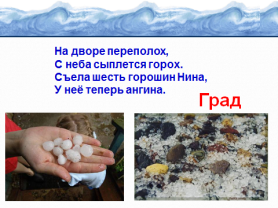 На дворе переполох,
С неба сыплется горох.
Съела шесть горошин Нина,
У неё теперь ангина.
Град